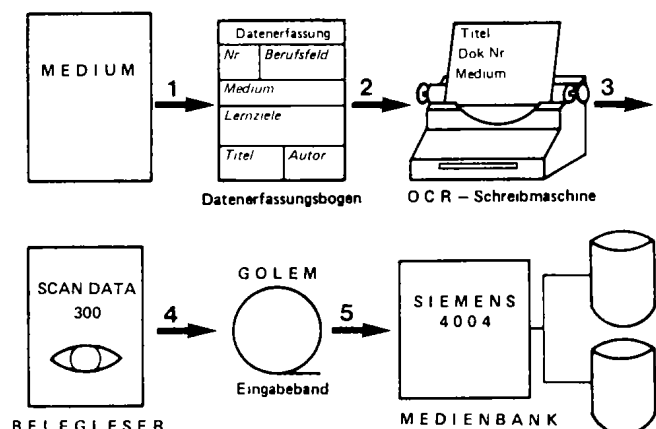 MEDIUM
1
Datenerfassung
Nr Berufsfeld
Medium
Lernziele
Titel Autor
Datenerfassungsbogen
2
Titel
Dok Nr
Medium
OCR – Schreibmaschine
3
SCAN DATA
300
BELEGLESER
4
GOLEM
Eingabeband
5
SIEMENS
4004
MEDIENBANK